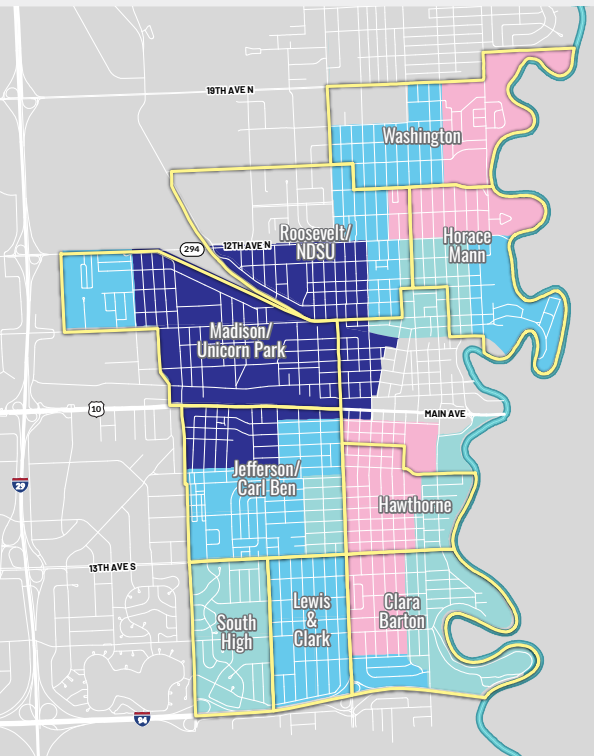 19TH AVE N
Washington
Roosevelt/
NDSU
294
12TH AVE N
Horace
Mann
Madison/
Unicorn Park
10
MAIN AVE
Jefferson/
Carl Ben
29
Hawthorne
13TH AVE S
South
High
Lewis
&
Clark
Clara
Barton
94